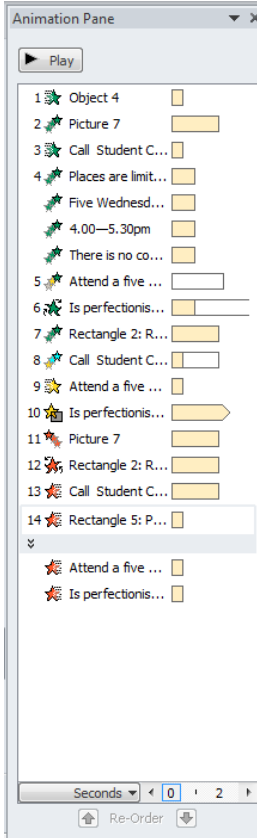 Animation Pane
Play
1 Object 4
2 Picture 7
3 Call Student C...
4 Places are limit...
Five Wednesd...
4.00—5.30pm
There is no co...
5 Attend a five ...
6 Is perfectionis...
7 Rectangle 2: R...
8 Call Student C...
9 Attend a five ...
10 Is perfectionis...
11 Picture 7
12 Rectangle 2: R...
13 Call Student C...
14 Rectangle 5: P...
Attend a five ...
Is perfectionis...
Seconds 0 2
Re-Order